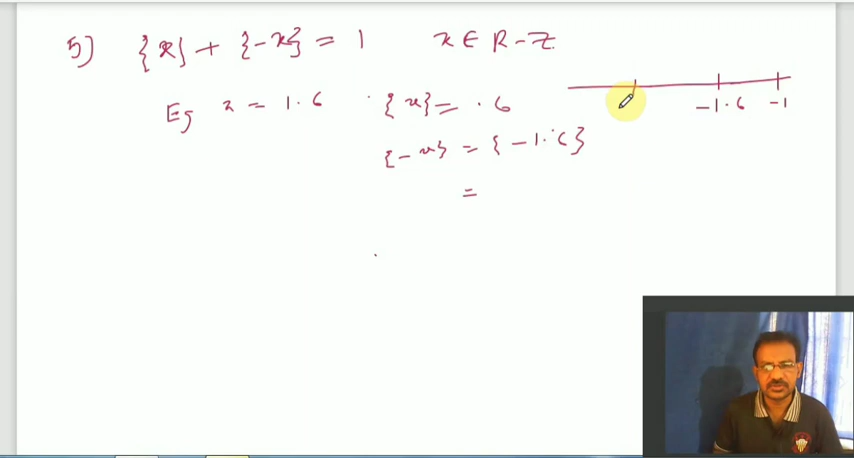 5) {x} + {-x} = 1 x ∈ R - Z
Eg x = 1.6 {x} = .6
-1.6 -1
{-x} = {-1.6}
=